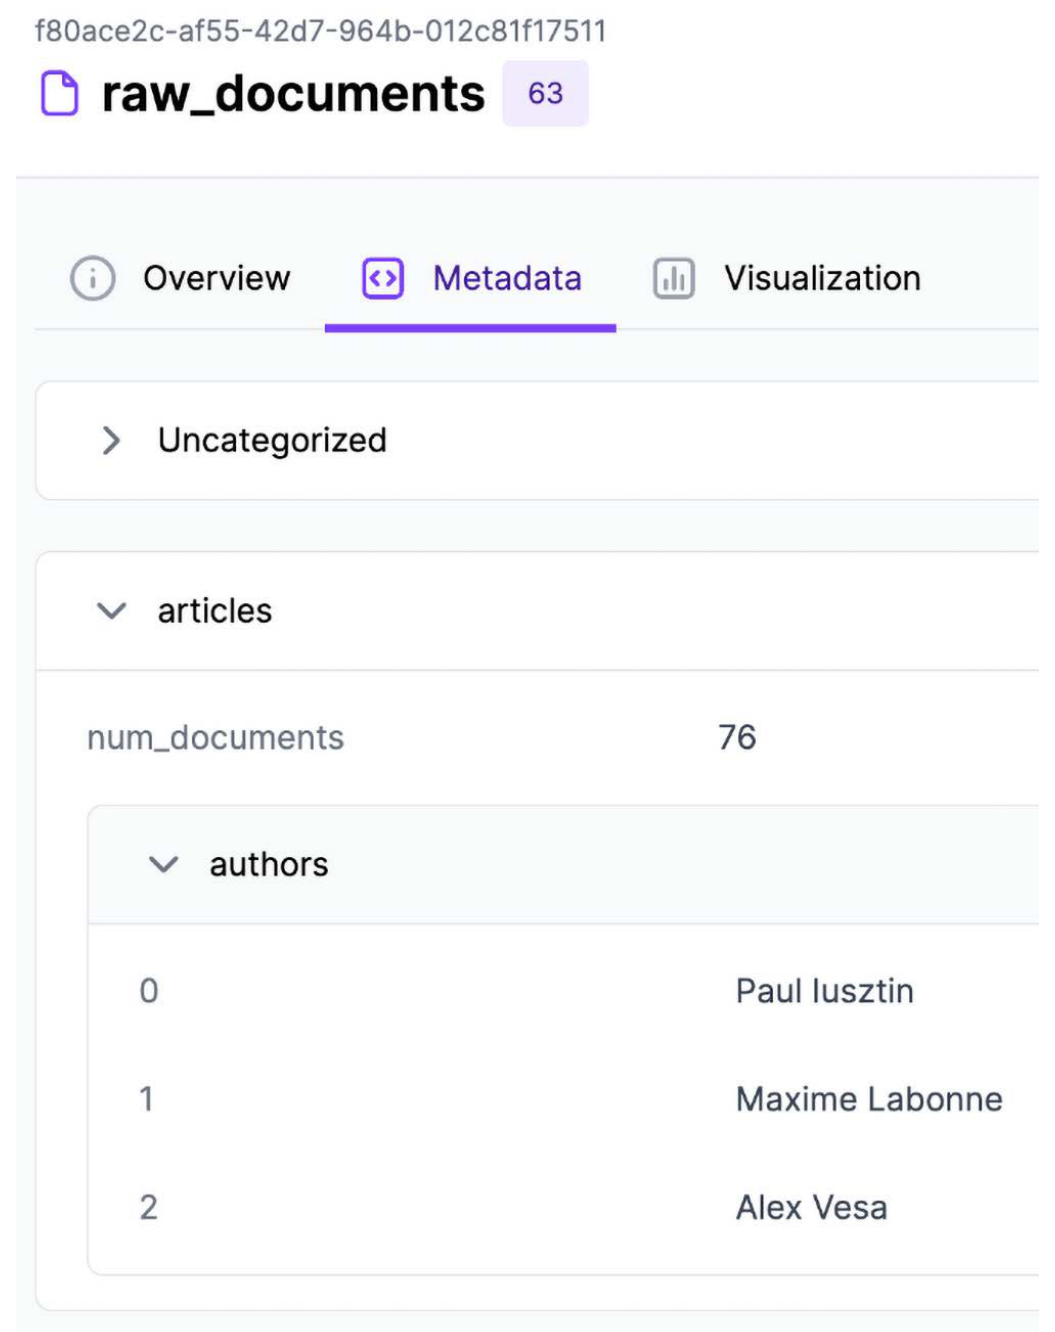 f80ace2c-af55-42d7-964b-012c81f17511
raw_documents 63
Overview Metadata Visualization
Uncategorized
articles
num_documents 76
authors
0 Paul Iusztin
1 Maxime Labonne
2 Alex Vesa